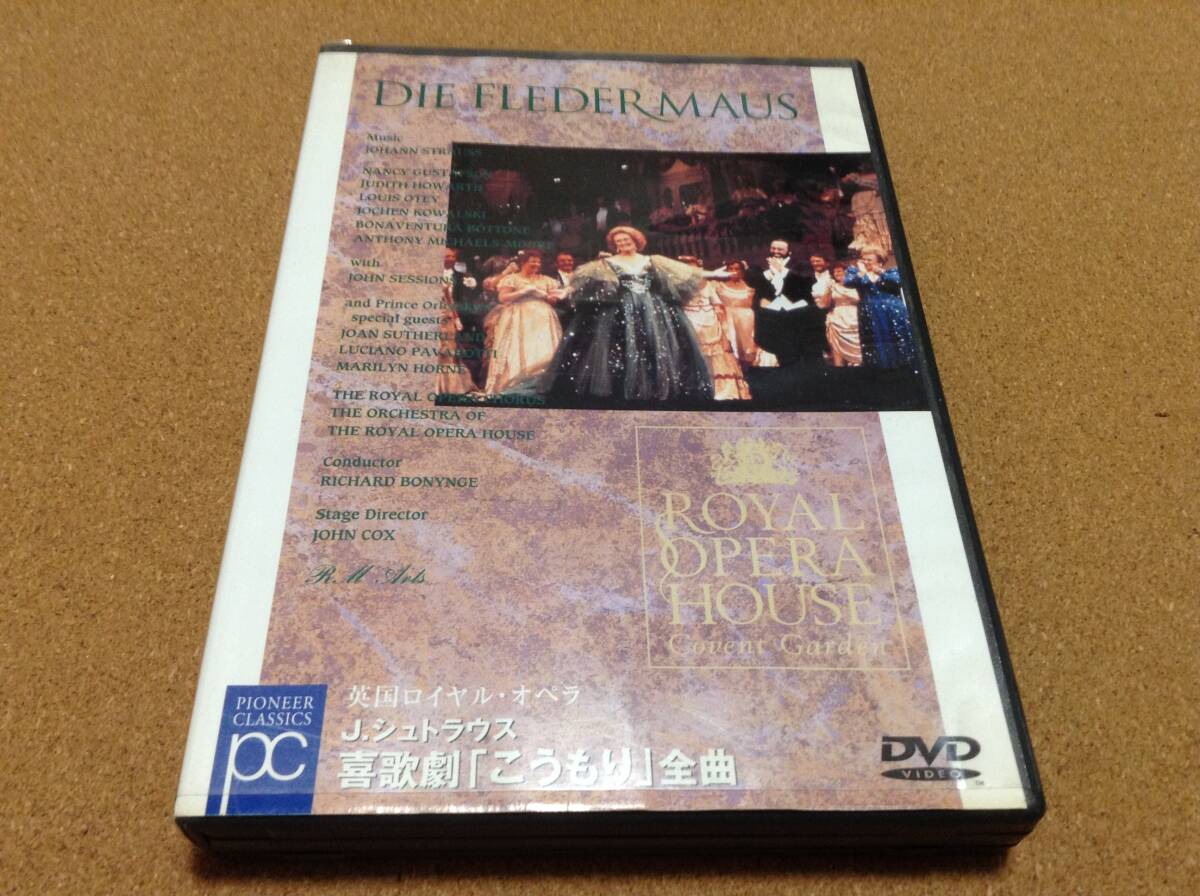 DIE FLEDERMAUS
Music
JOHANN STRAUSS
NANCY GUSTAFSON
JUDITH HOWARTH
LOUIS OTEY
JOCHEN KOWALSKI
BONAVENTURA BOTTONE
ANTHONY MICHAELS-MOORE
with
JOHN SESSIONS
and Prince Orlofsky's
special guests
JOAN SUTHERLAND
LUCIANO PAVAROTTI
MARILYN HORNE
THE ROYAL OPERA CHORUS
THE ORCHESTRA OF
THE ROYAL OPERA HOUSE
Conductor
RICHARD BONYNGE
Stage Director
JOHN COX
RM Arts
ROYAL
OPERA
HOUSE
Covent Garden
PIONEER
CLASSICS
pc
英国ロイヤル・オペラ
J.シュトラウス
喜歌劇「こうもり」全曲
DVD
VIDEO
TM